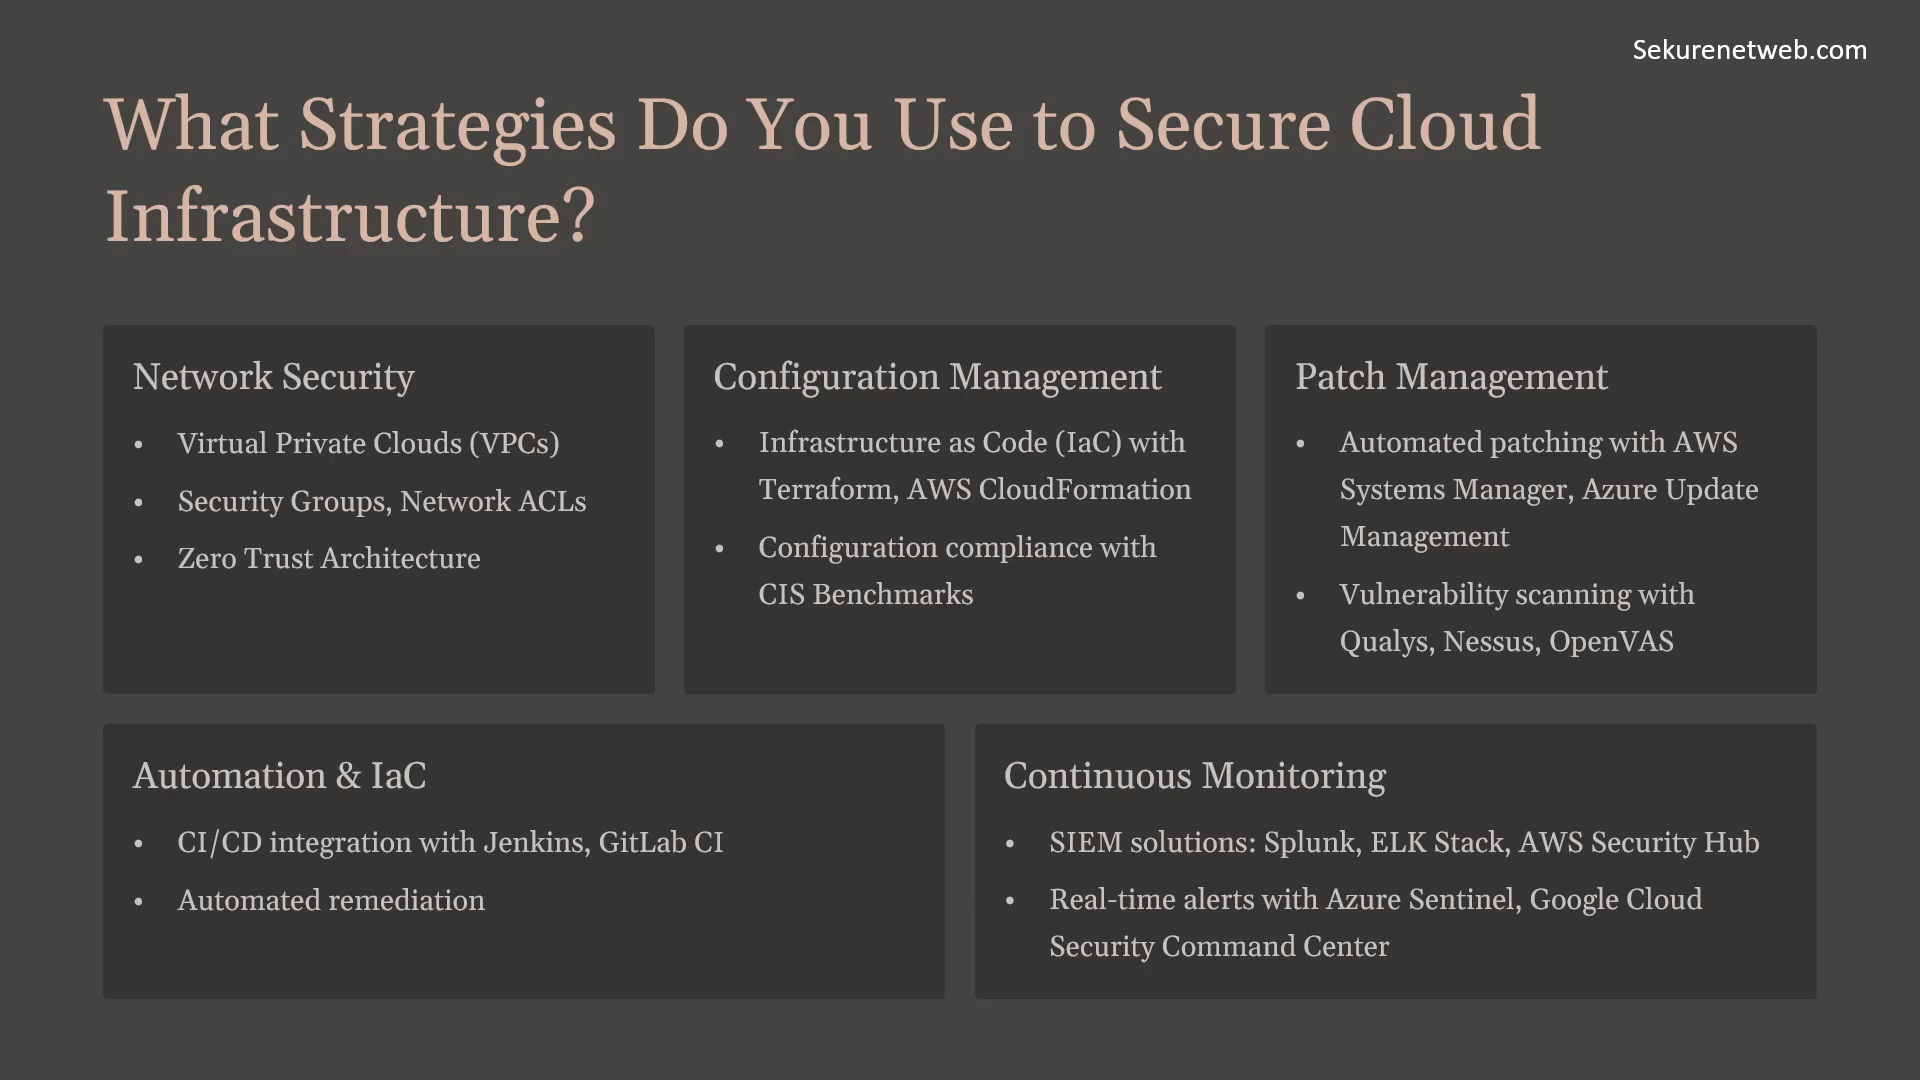 Sekurenetweb.com
What Strategies Do You Use to Secure Cloud
Infrastructure?
Network Security
• Virtual Private Clouds (VPCs)
• Security Groups, Network ACLs
• Zero Trust Architecture
Configuration Management
• Infrastructure as Code (IaC) with
Terraform, AWS CloudFormation
• Configuration compliance with
CIS Benchmarks
Patch Management
• Automated patching with AWS
Systems Manager, Azure Update
Management
• Vulnerability scanning with
Qualys, Nessus, OpenVAS
Automation & IaC
• CI/CD integration with Jenkins, GitLab CI
• Automated remediation
Continuous Monitoring
• SIEM solutions: Splunk, ELK Stack, AWS Security Hub
• Real-time alerts with Azure Sentinel, Google Cloud
Security Command Center